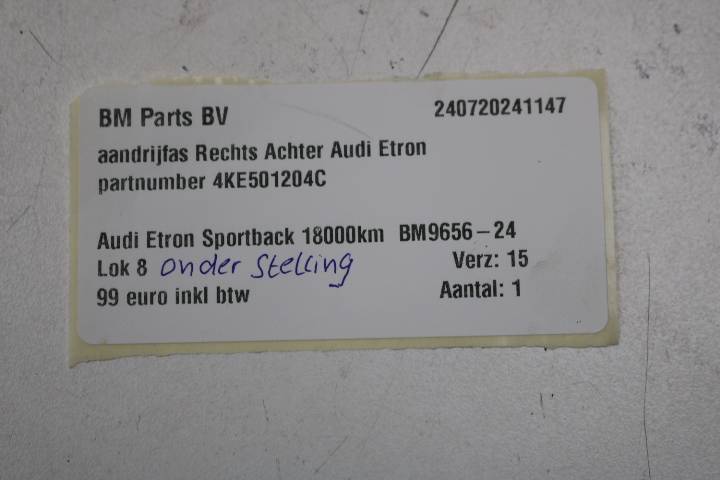 BM Parts BV 240720241147
aandrijfas Rechts Achter Audi Etron
partnumber 4KE501204C
Audi Etron Sportback 18000km BM9656-24
Lok 8 onder Stelling Verz: 15
99 euro inkl btw Aantal: 1